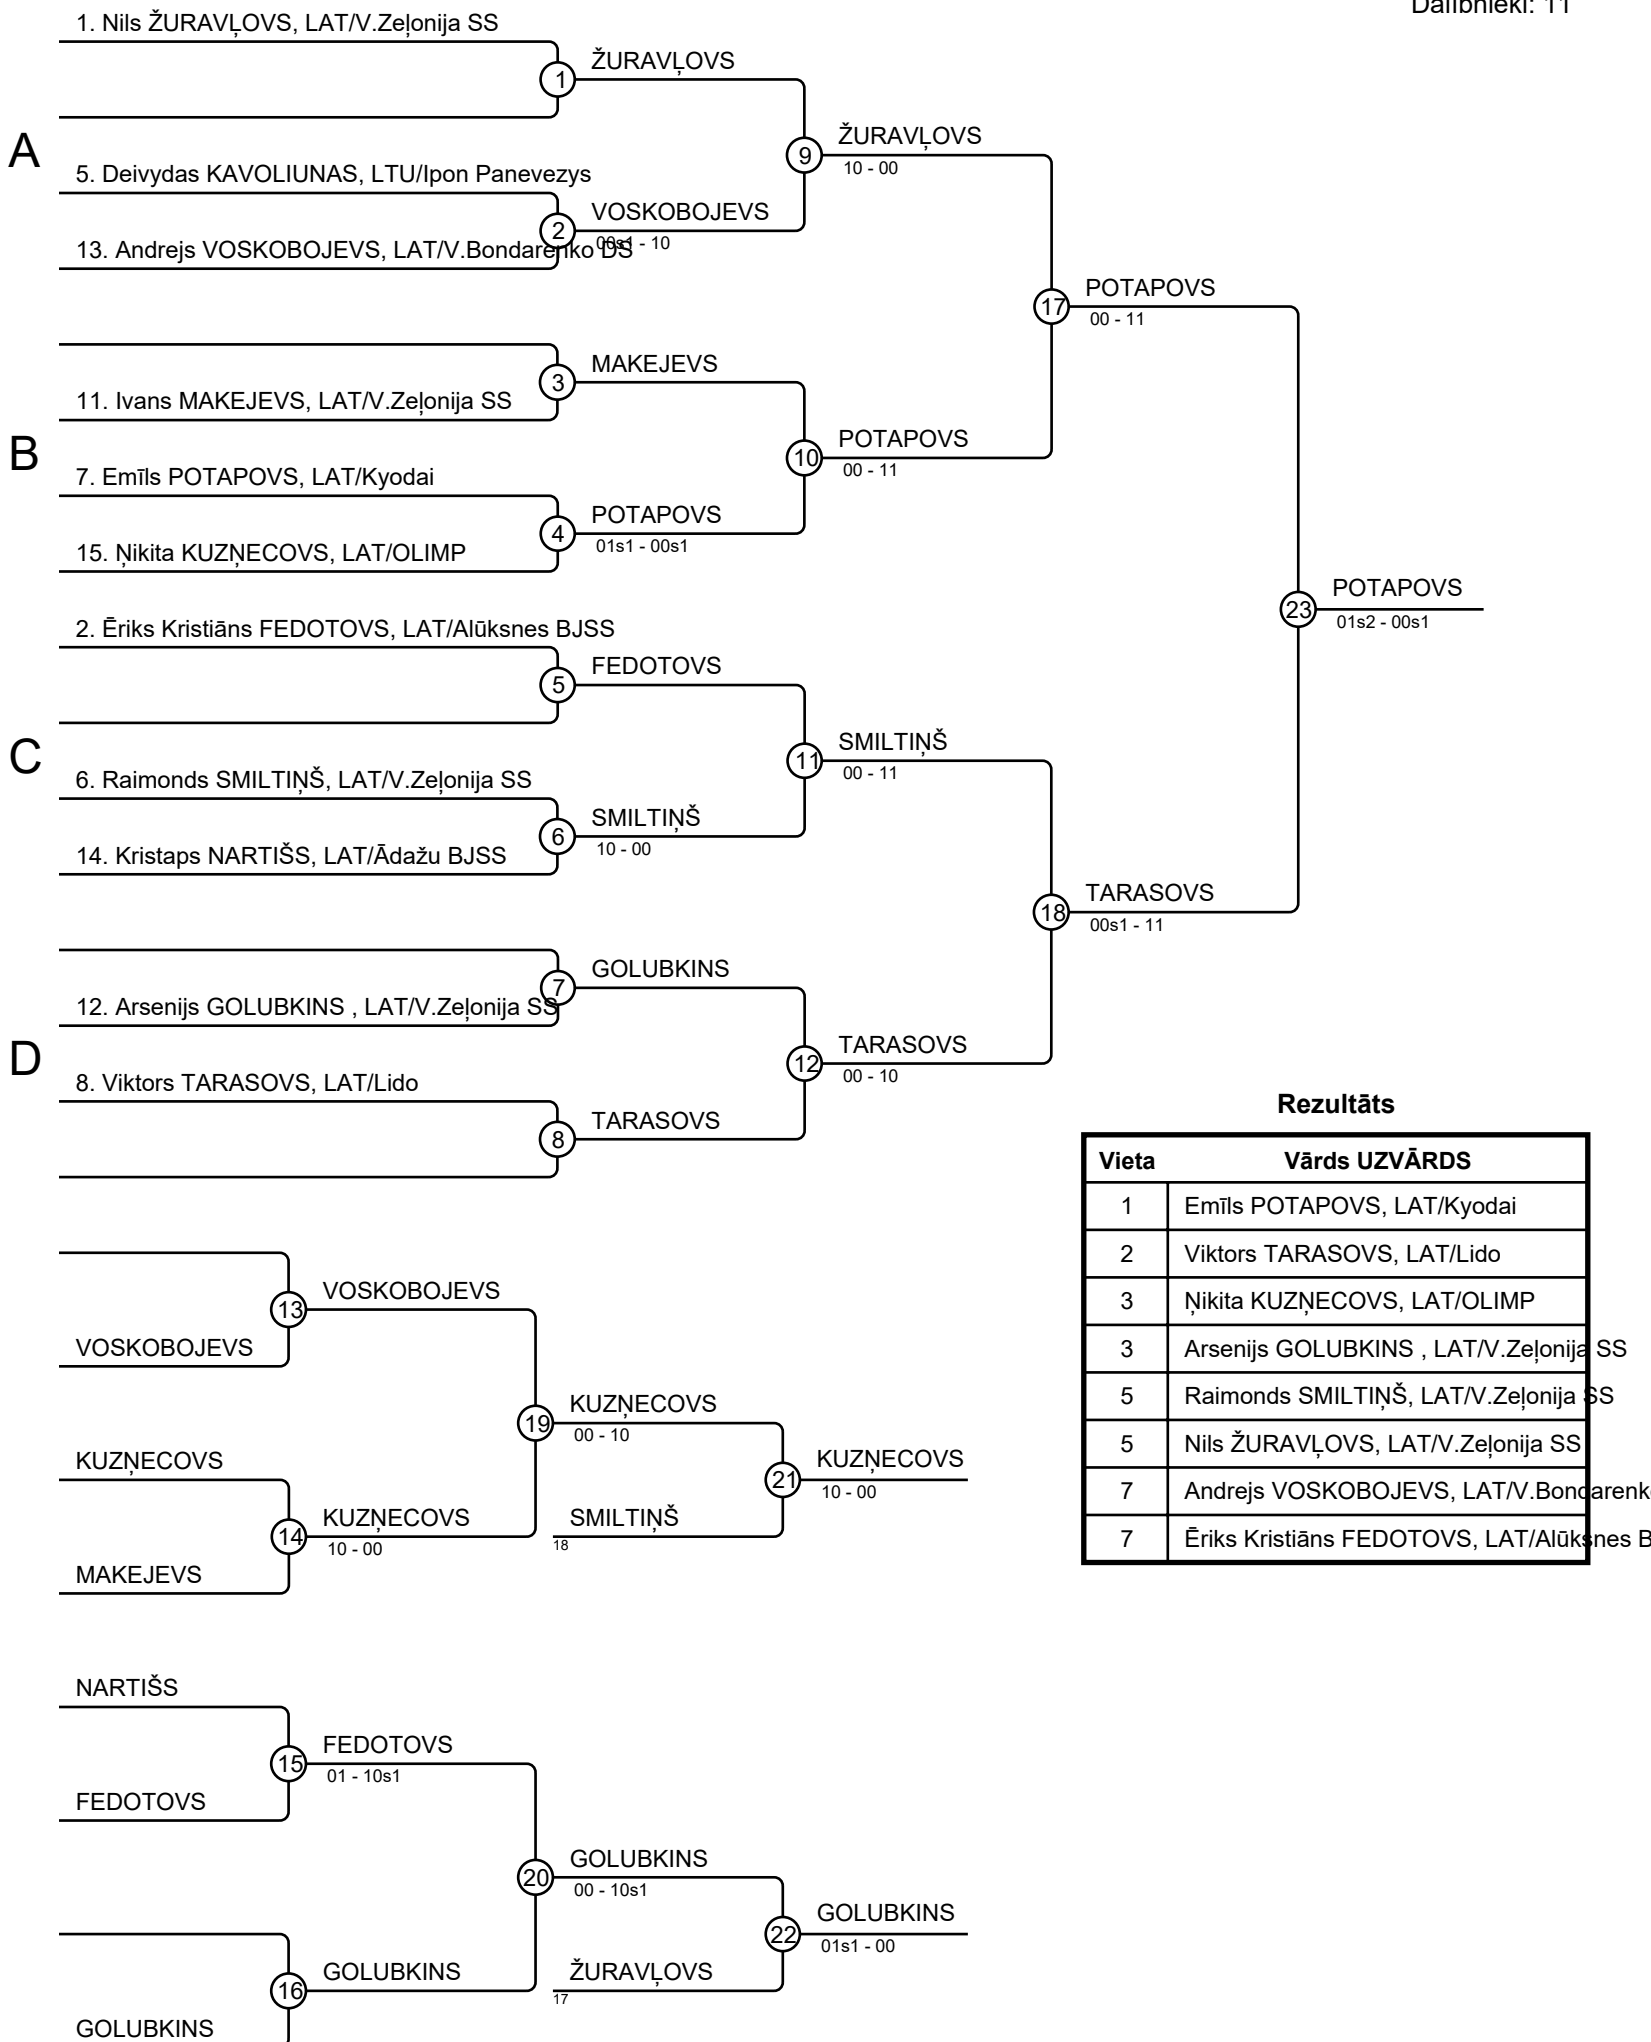 Dalībnieki: 11
1. Nils ŽURAVĻOVS, LAT/V.Zeļonija SS
1
ŽURAVĻOVS
A
9
ŽURAVĻOVS
10 - 00
5. Deivydas KAVOLIUNAS, LTU/Ipon Panevezys
2
VOSKOBOJEVS
00s1 - 10
13. Andrejs VOSKOBOJEVS, LAT/V.Bondarenko DS
17
POTAPOVS
00 - 11
3
MAKEJEVS
11. Ivans MAKEJEVS, LAT/V.Zeļonija SS
B
10
POTAPOVS
00 - 11
7. Emīls POTAPOVS, LAT/Kyodai
4
POTAPOVS
01s1 - 00s1
15. Ņikita KUZŅECOVS, LAT/OLIMP
23
POTAPOVS
01s2 - 00s1
2. Ēriks Kristiāns FEDOTOVS, LAT/Alūksnes BJSS
5
FEDOTOVS
C
11
SMILTIŅŠ
00 - 11
6. Raimonds SMILTIŅŠ, LAT/V.Zeļonija SS
6
SMILTIŅŠ
10 - 00
14. Kristaps NARTIŠS, LAT/Ādažu BJSS
18
TARASOVS
00s1 - 11
7
GOLUBKINS
12. Arsenijs GOLUBKINS , LAT/V.Zeļonija SS
D
12
TARASOVS
00 - 10
8. Viktors TARASOVS, LAT/Lido
8
TARASOVS
Rezultāts
Vieta Vārds UZVĀRDS
1 Emīls POTAPOVS, LAT/Kyodai
2 Viktors TARASOVS, LAT/Lido
3 Ņikita KUZŅECOVS, LAT/OLIMP
3 Arsenijs GOLUBKINS , LAT/V.Zeļonija SS
5 Raimonds SMILTIŅŠ, LAT/V.Zeļonija SS
5 Nils ŽURAVĻOVS, LAT/V.Zeļonija SS
7 Andrejs VOSKOBOJEVS, LAT/V.Bondarenk
7 Ēriks Kristiāns FEDOTOVS, LAT/Alūksnes B
13
VOSKOBOJEVS
VOSKOBOJEVS
19
KUZŅECOVS
00 - 10
KUZŅECOVS
21
KUZŅECOVS
10 - 00
14
KUZŅECOVS
10 - 00
SMILTIŅŠ
18
MAKEJEVS
NARTIŠS
15
FEDOTOVS
01 - 10s1
FEDOTOVS
20
GOLUBKINS
00 - 10s1
22
GOLUBKINS
01s1 - 00
16
GOLUBKINS
ŽURAVĻOVS
17
GOLUBKINS